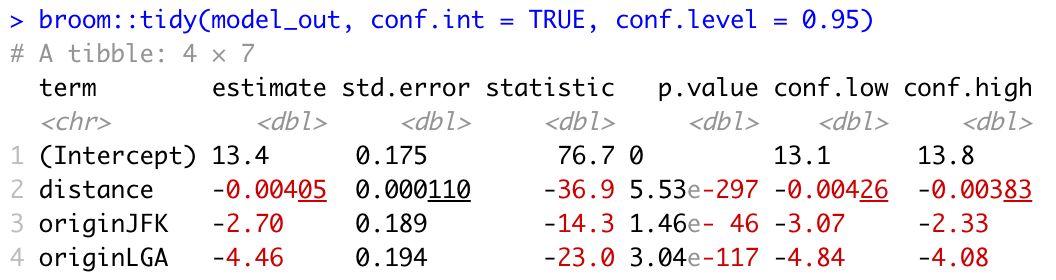 > broom::tidy(model_out, conf.int = TRUE, conf.level = 0.95)
# A tibble: 4 × 7
  term        estimate std.error statistic   p.value conf.low conf.high
  <chr>          <dbl>     <dbl>     <dbl>     <dbl>    <dbl>     <dbl>
1 (Intercept) 13.4      0.175         76.7 0         13.1      13.8
2 distance    -0.00405  0.000110     -36.9 5.53e-297 -0.00426  -0.00383
3 originJFK   -2.70     0.189        -14.3 1.46e- 46 -3.07     -2.33
4 originLGA   -4.46     0.194        -23.0 3.04e-117 -4.84     -4.08